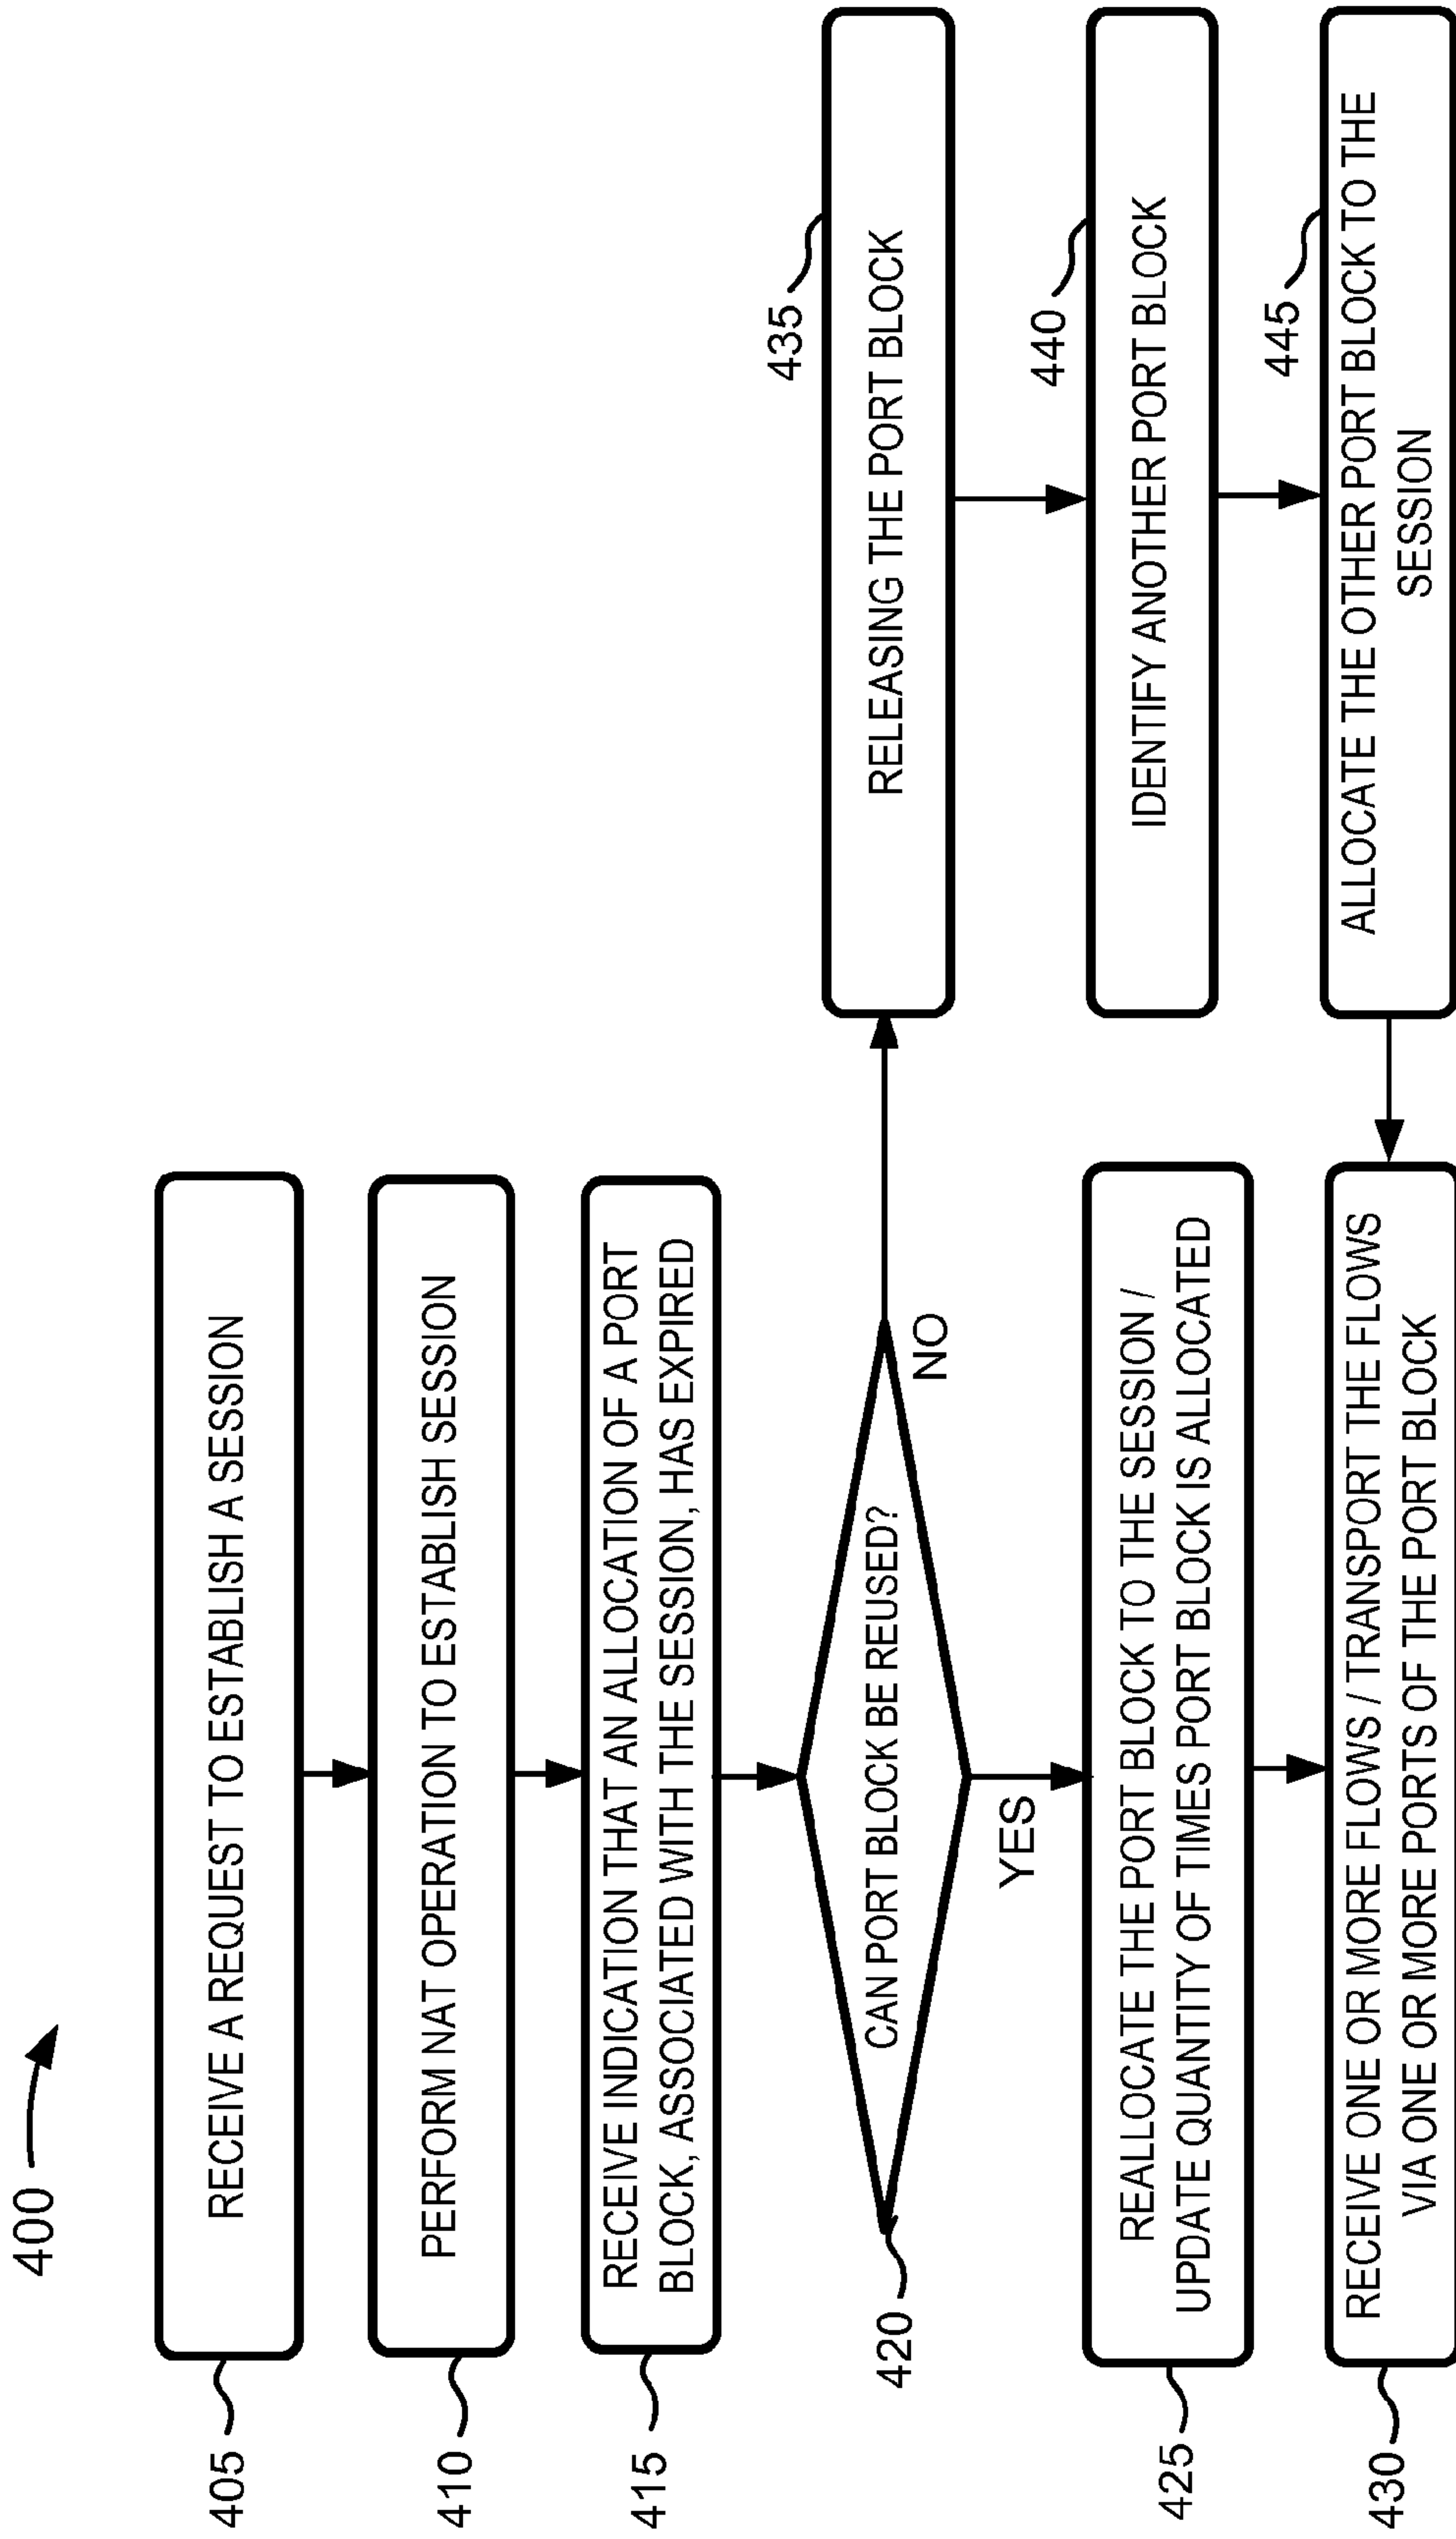 400
405
RECEIVE A REQUEST TO ESTABLISH A SESSION
410
PERFORM NAT OPERATION TO ESTABLISH SESSION
415
RECEIVE INDICATION THAT AN ALLOCATION OF A PORT
BLOCK, ASSOCIATED WITH THE SESSION, HAS EXPIRED
420
CAN PORT BLOCK BE REUSED?
NO
YES
425
REALLOCATE THE PORT BLOCK TO THE SESSION /
UPDATE QUANTITY OF TIMES PORT BLOCK IS ALLOCATED
430
RECEIVE ONE OR MORE FLOWS / TRANSPORT THE FLOWS
VIA ONE OR MORE PORTS OF THE PORT BLOCK
435
RELEASING THE PORT BLOCK
440
IDENTIFY ANOTHER PORT BLOCK
445
ALLOCATE THE OTHER PORT BLOCK TO THE
SESSION